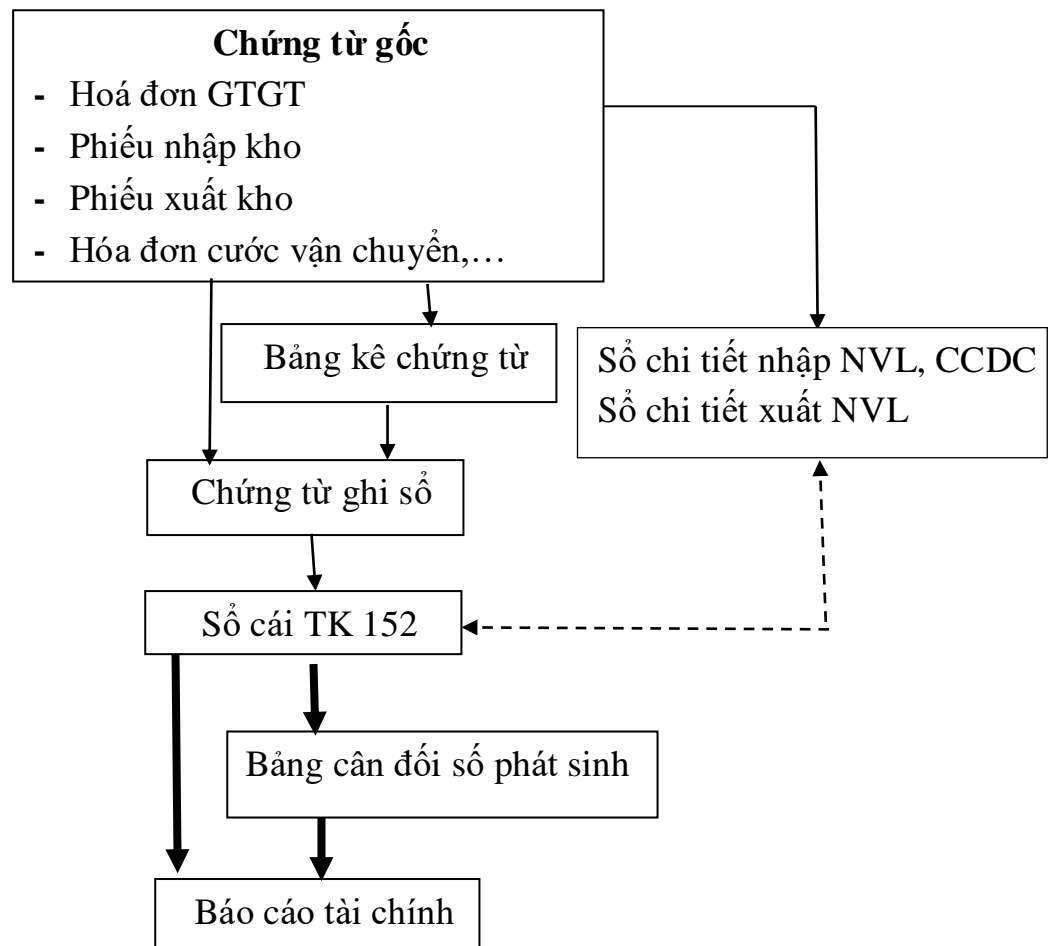 Chứng từ gốc
- Hoá đơn GTGT
- Phiếu nhập kho
- Phiếu xuất kho
- Hóa đơn cước vận chuyển,…
Bảng kê chứng từ
Sổ chi tiết nhập NVL, CCDC
Sổ chi tiết xuất NVL
Chứng từ ghi sổ
Sổ cái TK 152
Bảng cân đối số phát sinh
Báo cáo tài chính